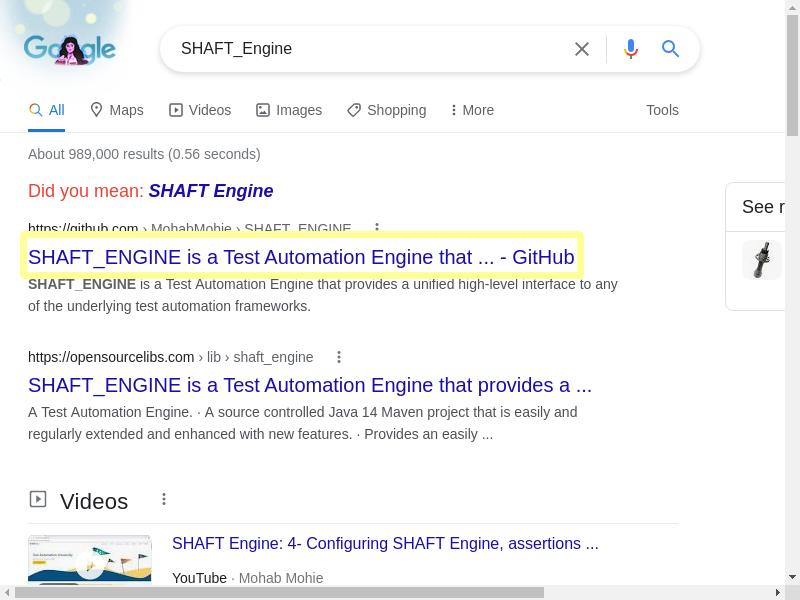 Google
SHAFT_Engine
All Maps Videos Images Shopping More Tools
About 989,000 results (0.56 seconds)
Did you mean: SHAFT Engine
https://github.com › MohabMohie › SHAFT_ENGINE
SHAFT_ENGINE is a Test Automation Engine that ... - GitHub
SHAFT_ENGINE is a Test Automation Engine that provides a unified high-level interface to any
of the underlying test automation frameworks.
See r
https://opensourcelibs.com › lib › shaft_engine
SHAFT_ENGINE is a Test Automation Engine that provides a ...
A Test Automation Engine. · A source controlled Java 14 Maven project that is easily and
regularly extended and enhanced with new features. · Provides an easily ...
Videos
SHAFT Engine: 4- Configuring SHAFT Engine, assertions ...
YouTube · Mohab Mohie